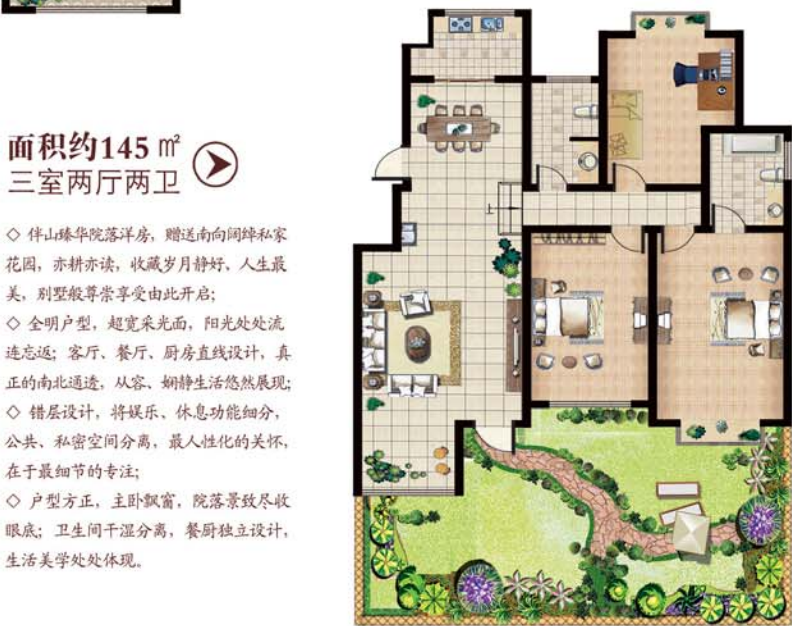 面积约145 ㎡
三室两厅两卫
◇ 伴山臻华院落洋房，赠送南向阔绰私家
花园，亦耕亦读，收藏岁月静好、人生最
美，别墅般尊崇享受由此开启；
◇ 全明户型，超宽采光面，阳光处处流
连忘返；客厅、餐厅、厨房直线设计，真
正的南北通透，从容、娴静生活悠然展现；
◇ 错层设计，将娱乐、休息功能细分，
公共、私密空间分离，最人性化的关怀，
在于最细节的专注；
◇ 户型方正，主卧飘窗，院落景致尽收
眼底；卫生间干湿分离，餐厨独立设计，
生活美学处处体现。